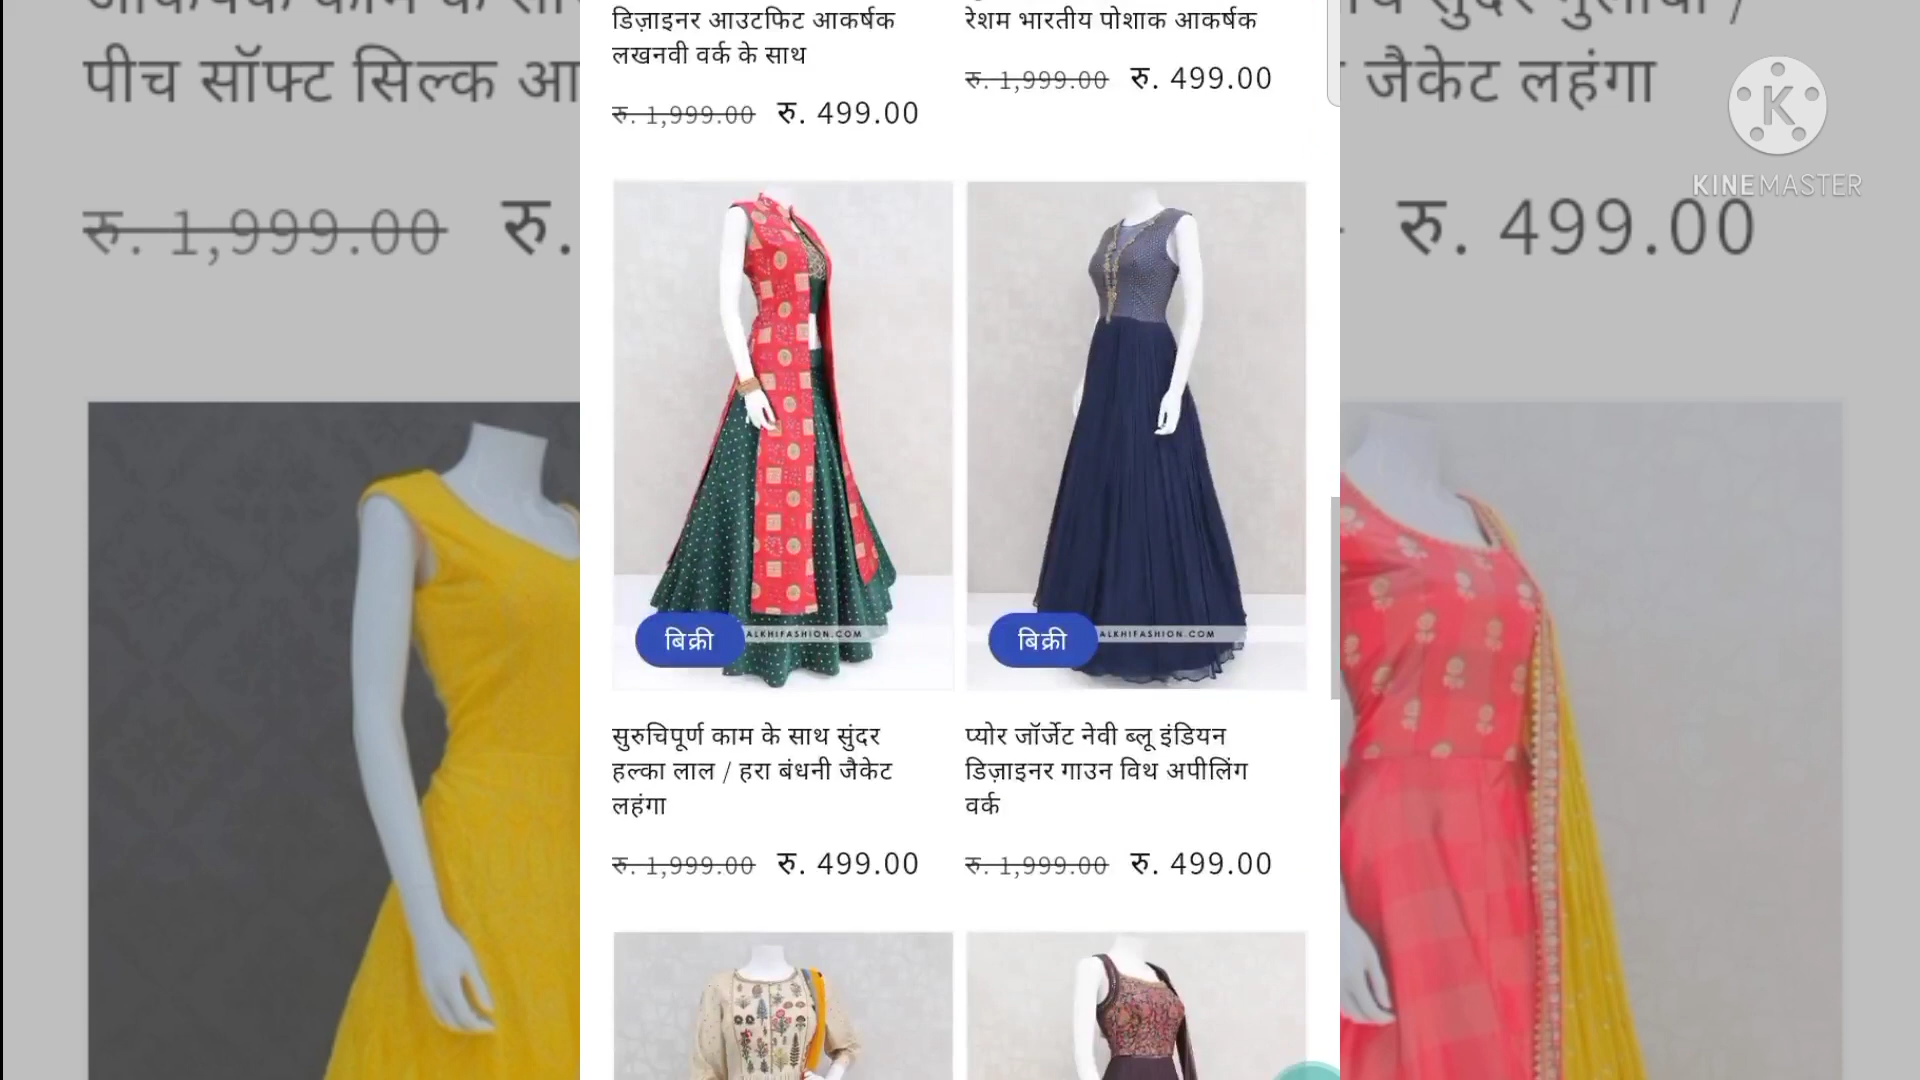 डिज़ाइनर आउटफिट आकर्षक
लखनवी वर्क के साथ
रु. 1,999.00 रु. 499.00
रेशम भारतीय पोशाक आकर्षक
रु. 1,999.00 रु. 499.00
पीच सॉफ्ट सिल्क
रु. 1,999.00 रु.
जैकेट लहंगा
रु. 499.00
K
KINEMASTER
बिक्री
ALKHIFASHION.COM
बिक्री
ALKHIFASHION.COM
सुरुचिपूर्ण काम के साथ सुंदर
हल्का लाल / हरा बंधनी जैकेट
लहंगा
रु. 1,999.00 रु. 499.00
प्योर जॉर्जेट नेवी ब्लू इंडियन
डिज़ाइनर गाउन विथ अपीलिंग
वर्क
रु. 1,999.00 रु. 499.00